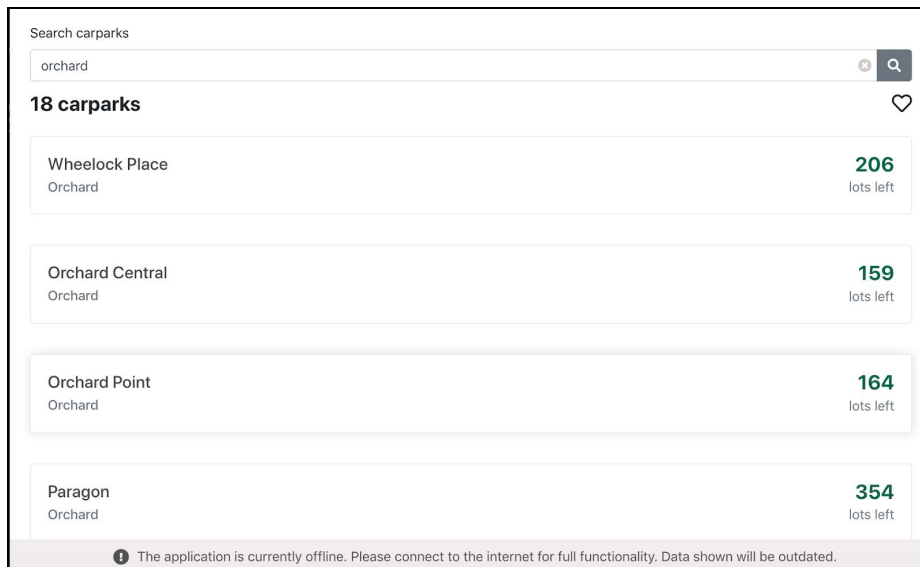 Search carparks
orchard
18 carparks
Wheelock Place
Orchard
206
lots left
Orchard Central
Orchard
159
lots left
Orchard Point
Orchard
164
lots left
Paragon
Orchard
354
lots left
The application is currently offline. Please connect to the internet for full functionality. Data shown will be outdated.